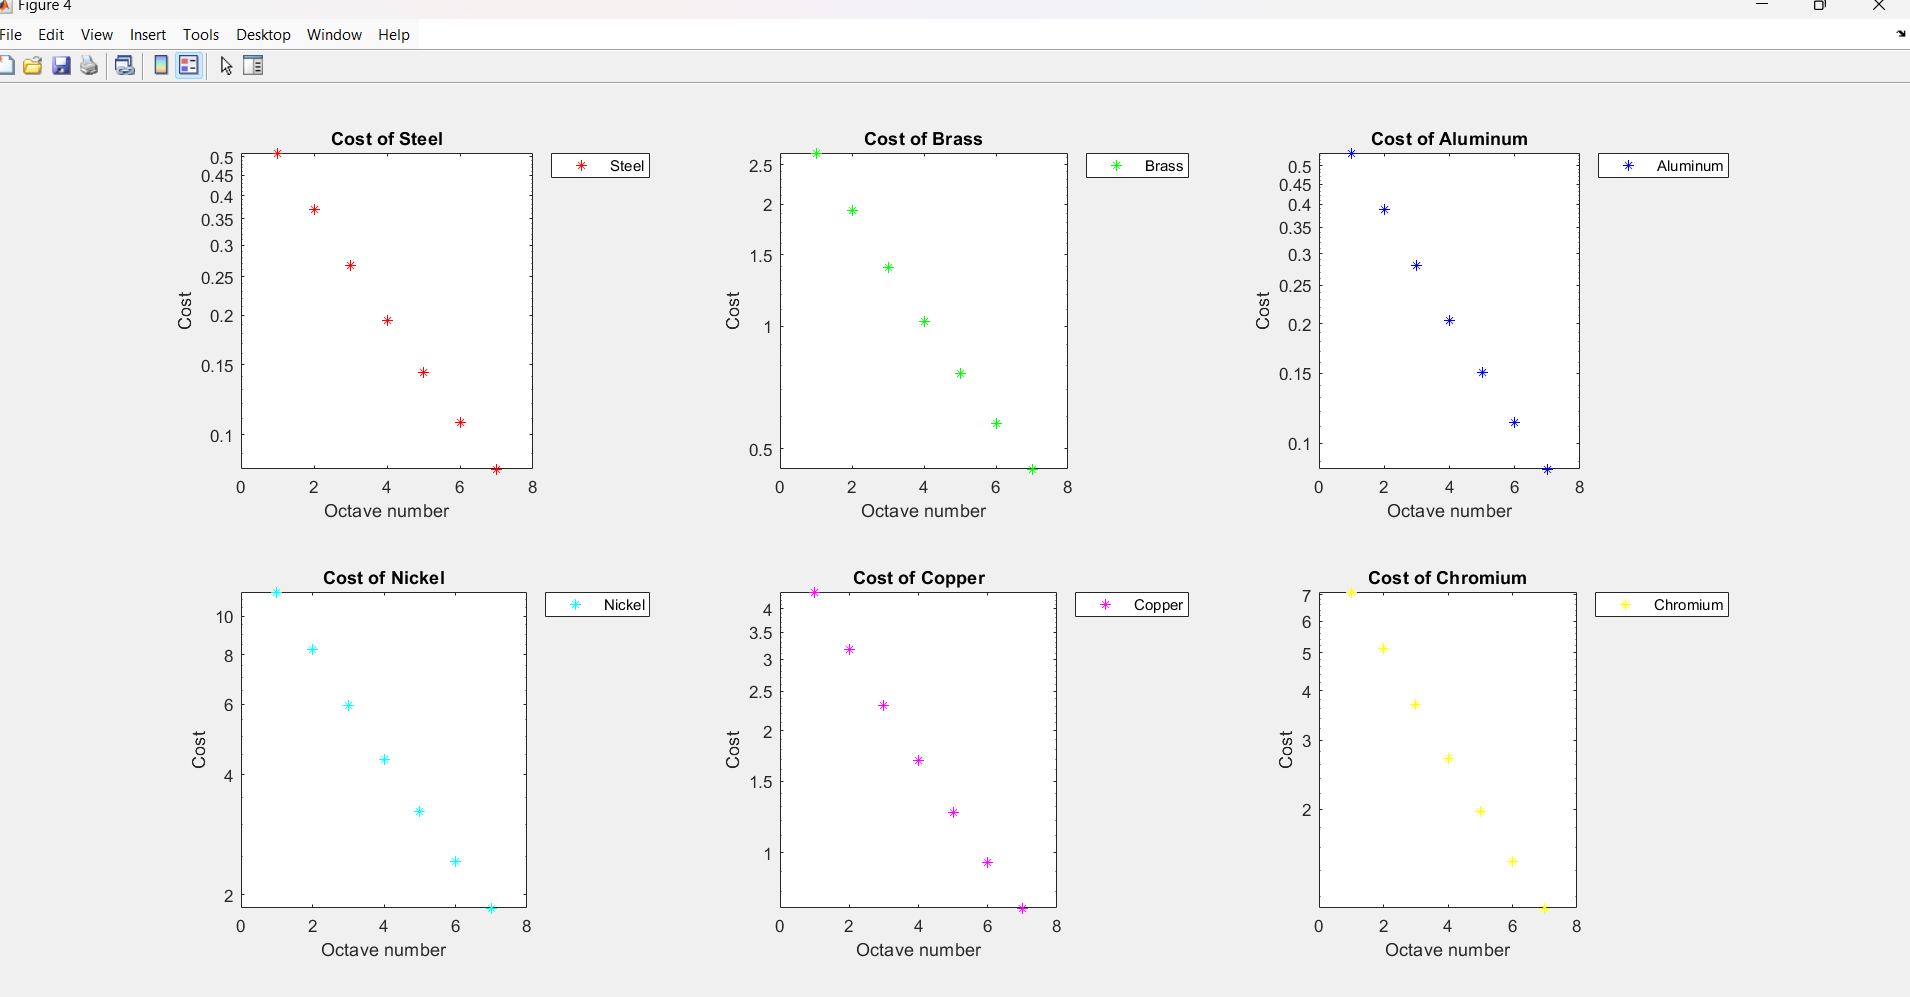 Figure 4
File Edit View Insert Tools Desktop Window Help
Cost of Steel
Steel
0.5
0.45
0.4
0.35
0.3
0.25
0.2
0.15
0.1
Cost
0 2 4 6 8
Octave number
Cost of Brass
Brass
2.5
2
1.5
1
0.5
Cost
0 2 4 6 8
Octave number
Cost of Aluminum
Aluminum
0.5
0.45
0.4
0.35
0.3
0.25
0.2
0.15
0.1
Cost
0 2 4 6 8
Octave number
Cost of Nickel
Nickel
10
8
6
4
2
Cost
0 2 4 6 8
Octave number
Cost of Copper
Copper
4
3.5
3
2.5
2
1.5
1
Cost
0 2 4 6 8
Octave number
Cost of Chromium
Chromium
7
6
5
4
3
2
Cost
0 2 4 6 8
Octave number